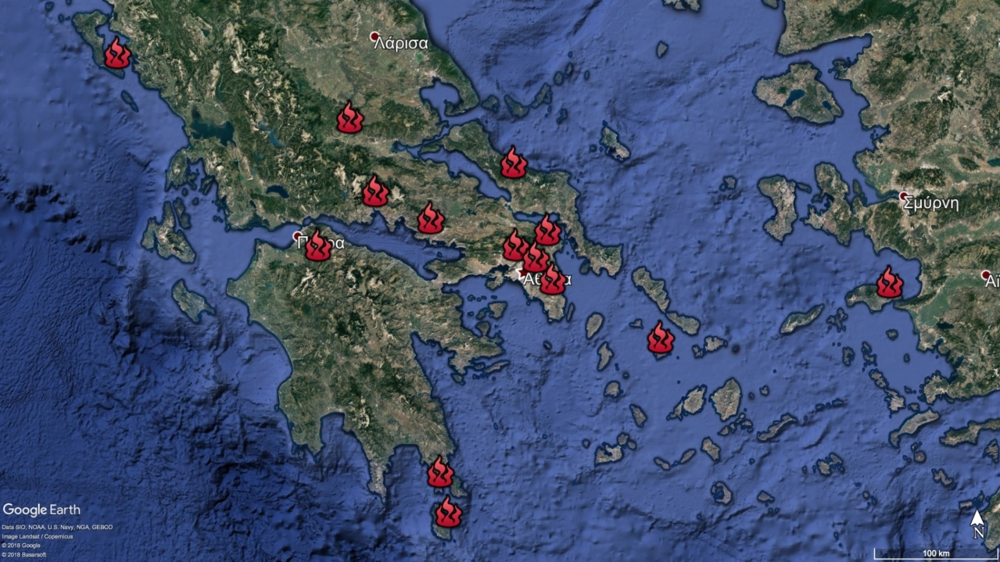 Λάρισα
Σμύρνη
Αϊ
Google Earth
Data SIO, NOAA, U.S. Navy, NGA, GEBCO
Image Landsat / Copernicus
© 2018 Google
© 2018 Basarsoft
N
100 km